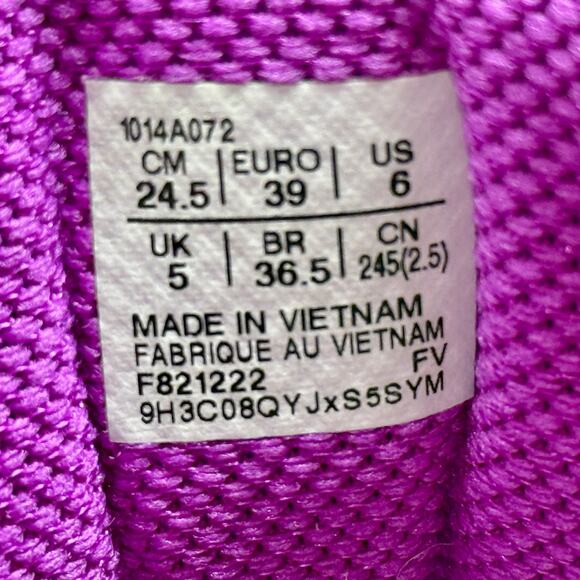 1014A072
CM | EURO | US
24.5 | 39 | 6
UK | BR | CN
5 | 36.5 | 245(2.5)
MADE IN VIETNAM
FABRIQUE AU VIETNAM
F821222 FV
9H3C08QYJxS5SYM